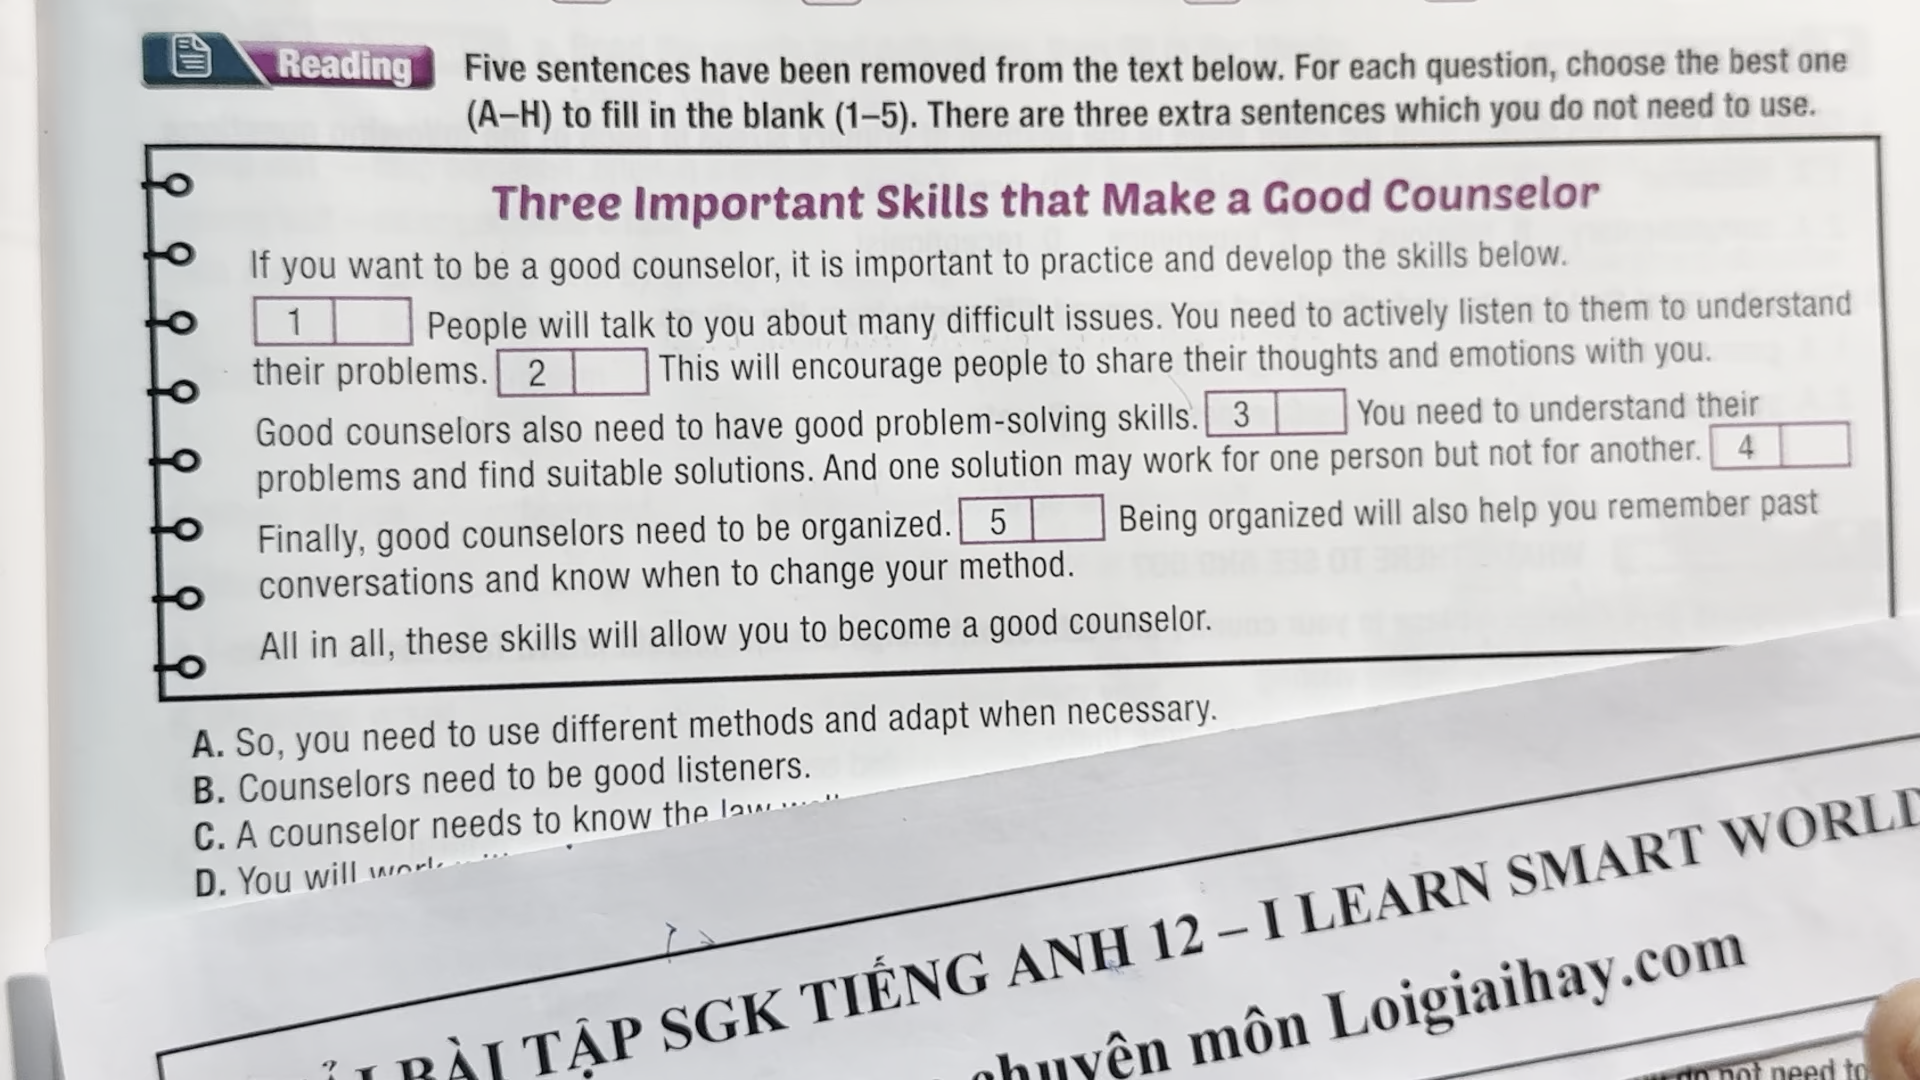 Reading
Five sentences have been removed from the text below. For each question, choose the best one
(A–H) to fill in the blank (1–5). There are three extra sentences which you do not need to use.
Three Important Skills that Make a Good Counselor
If you want to be a good counselor, it is important to practice and develop the skills below.
1 People will talk to you about many difficult issues. You need to actively listen to them to understand
their problems. 2 This will encourage people to share their thoughts and emotions with you.
Good counselors also need to have good problem-solving skills. 3 You need to understand their
problems and find suitable solutions. And one solution may work for one person but not for another. 4
Finally, good counselors need to be organized. 5 Being organized will also help you remember past
conversations and know when to change your method.
All in all, these skills will allow you to become a good counselor.
A. So, you need to use different methods and adapt when necessary.
B. Counselors need to be good listeners.
C. A counselor needs to know the law
D. You will work
BÀI TẬP SGK TIẾNG ANH 12 – I LEARN SMART WORLD
chuyên môn Loigiaihay.com
not need to